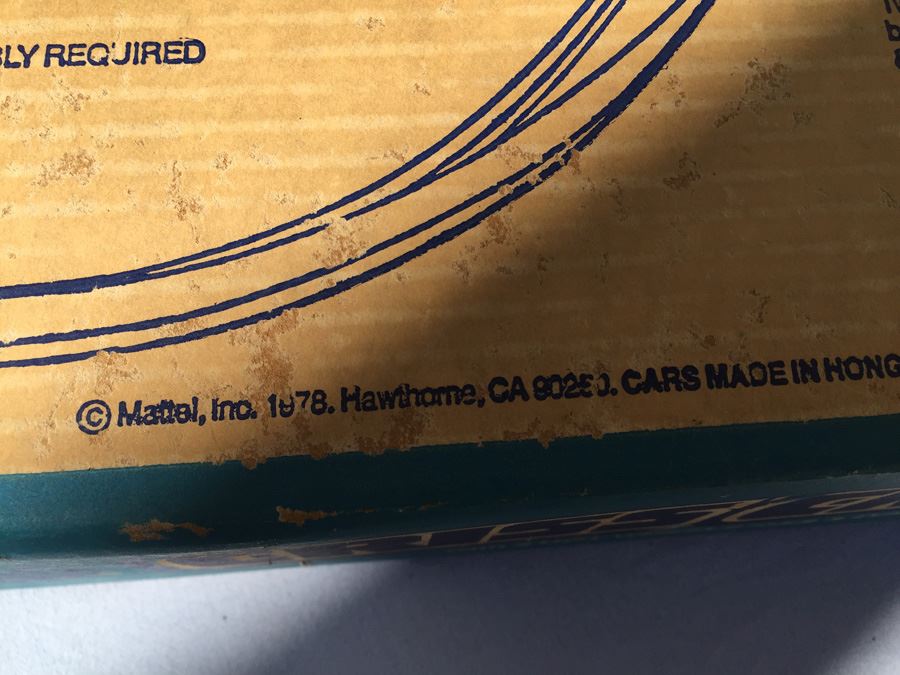 BLY REQUIRED
© Mattel, Inc. 1978. Hawthorne, CA 90250. CARS MADE IN HONG